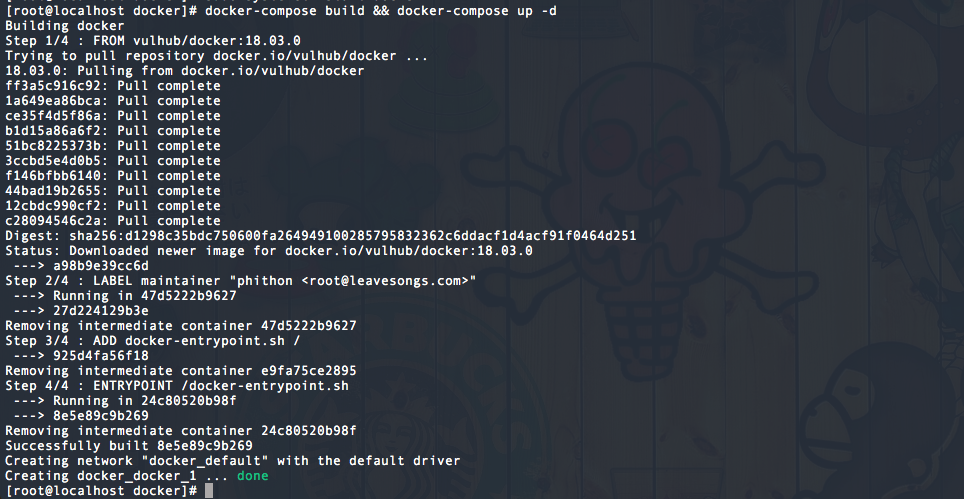 [root@localhost docker]# docker-compose build && docker-compose up -d
Building docker
Step 1/4 : FROM vulhub/docker:18.03.0
Trying to pull repository docker.io/vulhub/docker ...
18.03.0: Pulling from docker.io/vulhub/docker
ff3a5c916c92: Pull complete
1a649ea86bca: Pull complete
ce35f4d5f86a: Pull complete
b1d15a86a6f2: Pull complete
51bc8225373b: Pull complete
3ccbd5e4d0b5: Pull complete
f146bfbb6140: Pull complete
44bad19b2655: Pull complete
12cbdc990cf2: Pull complete
c28094546c2a: Pull complete
Digest: sha256:d1298c35bdc750600fa264949100285795832362c6ddacf1d4acf91f0464d251
Status: Downloaded newer image for docker.io/vulhub/docker:18.03.0
 ---> a98b9e39cc6d
Step 2/4 : LABEL maintainer "phithon <root@leavesongs.com>"
 ---> Running in 47d5222b9627
 ---> 27d224129b3e
Removing intermediate container 47d5222b9627
Step 3/4 : ADD docker-entrypoint.sh /
 ---> 925d4fa56f18
Removing intermediate container e9fa75ce2895
Step 4/4 : ENTRYPOINT /docker-entrypoint.sh
 ---> Running in 24c80520b98f
 ---> 8e5e89c9b269
Removing intermediate container 24c80520b98f
Successfully built 8e5e89c9b269
Creating network "docker_default" with the default driver
Creating docker_docker_1 ... done
[root@localhost docker]#